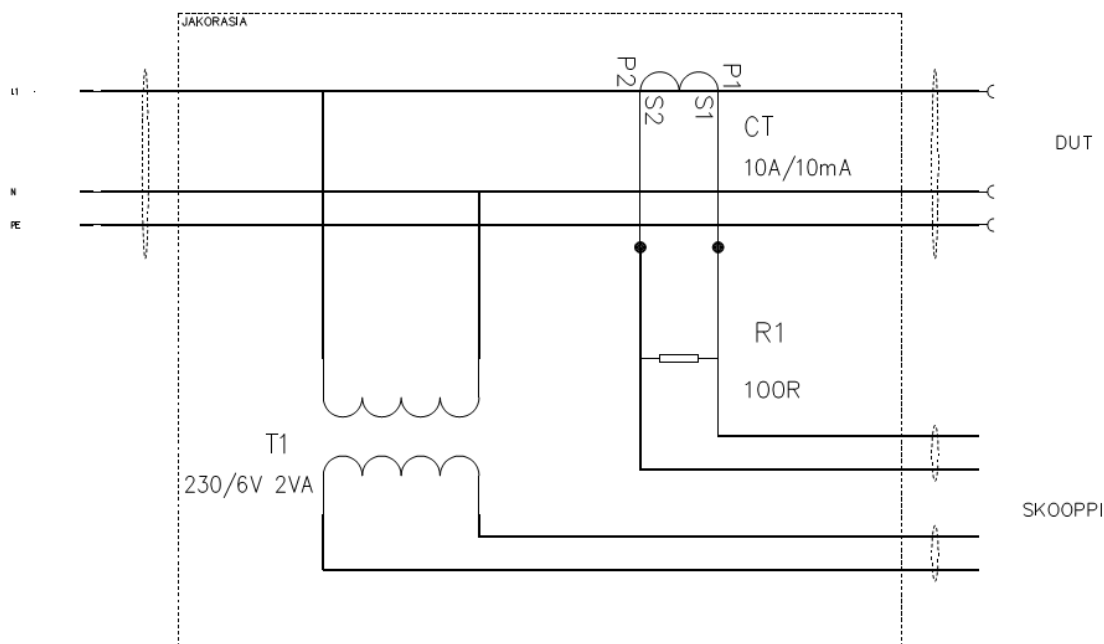 JAKORASIA
L1
P2
P1
S2
S1
CT
10A/10mA
DUT
N
PE
R1
100R
T1
230/6V 2VA
SKOOPPI